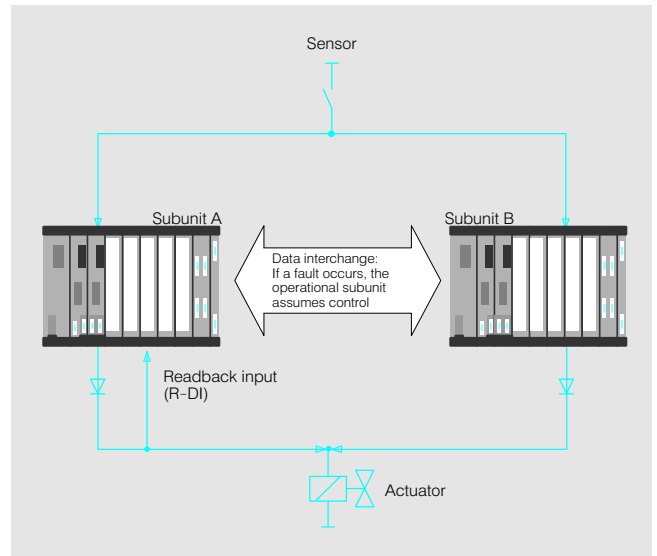 Sensor
Subunit A
Subunit B
Data interchange:
If a fault occurs, the
operational subunit
assumes control
Readback input
(R-DI)
Actuator